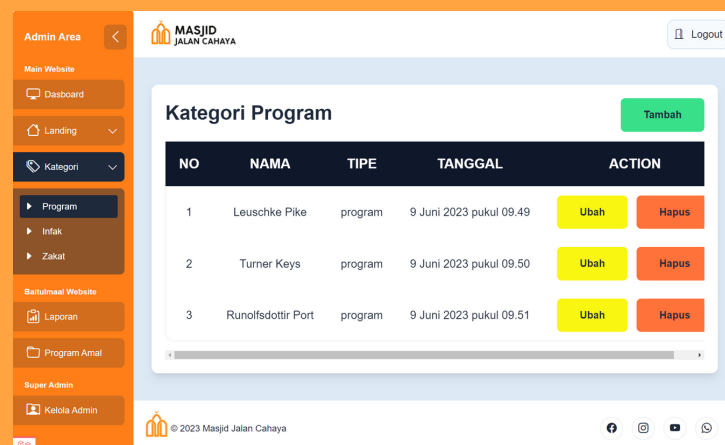 Admin Area
Main Website
Dasboard
Landing
Kategori
Program
Infak
Zakat
Baitulmaal Website
Laporan
Program Amal
Super Admin
Kelola Admin
MASJID
JALAN CAHAYA
Logout
Kategori Program
Tambah
NO NAMA TIPE TANGGAL ACTION
1 Leuschke Pike program 9 Juni 2023 pukul 09.49 Ubah Hapus
2 Turner Keys program 9 Juni 2023 pukul 09.50 Ubah Hapus
3 Runolfsdottir Port program 9 Juni 2023 pukul 09.51 Ubah Hapus
© 2023 Masjid Jalan Cahaya